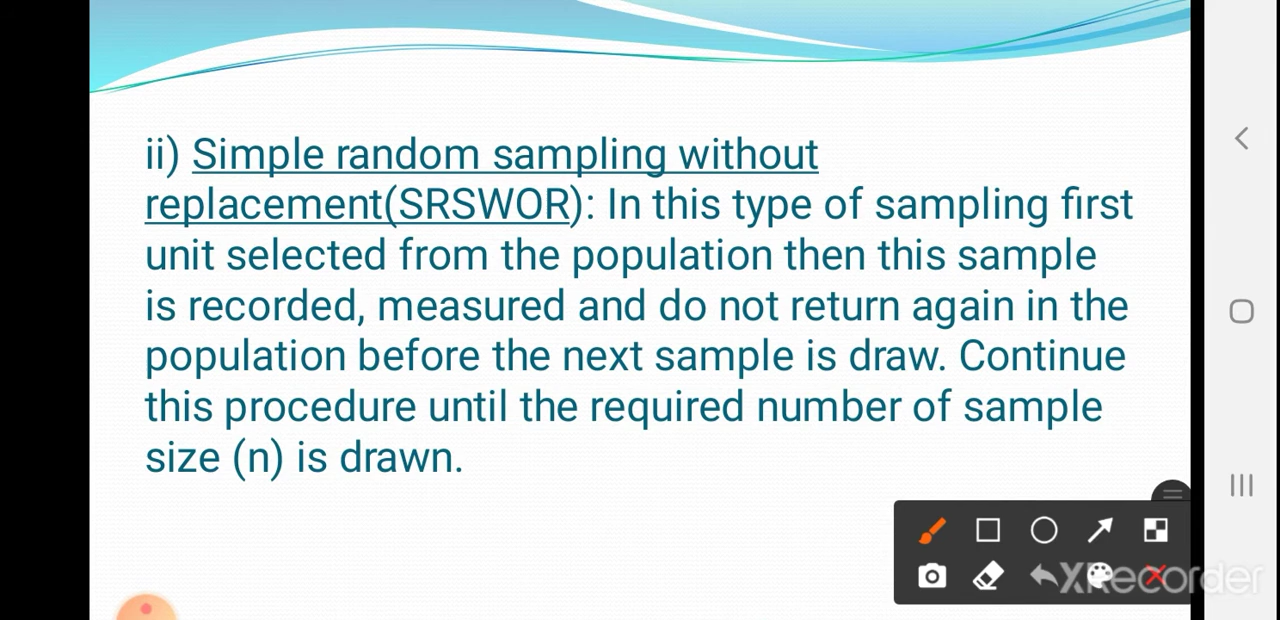 ii) Simple random sampling without
replacement(SRSWOR): In this type of sampling first
unit selected from the population then this sample
is recorded, measured and do not return again in the
population before the next sample is draw. Continue
this procedure until the required number of sample
size (n) is drawn.
XRecorder